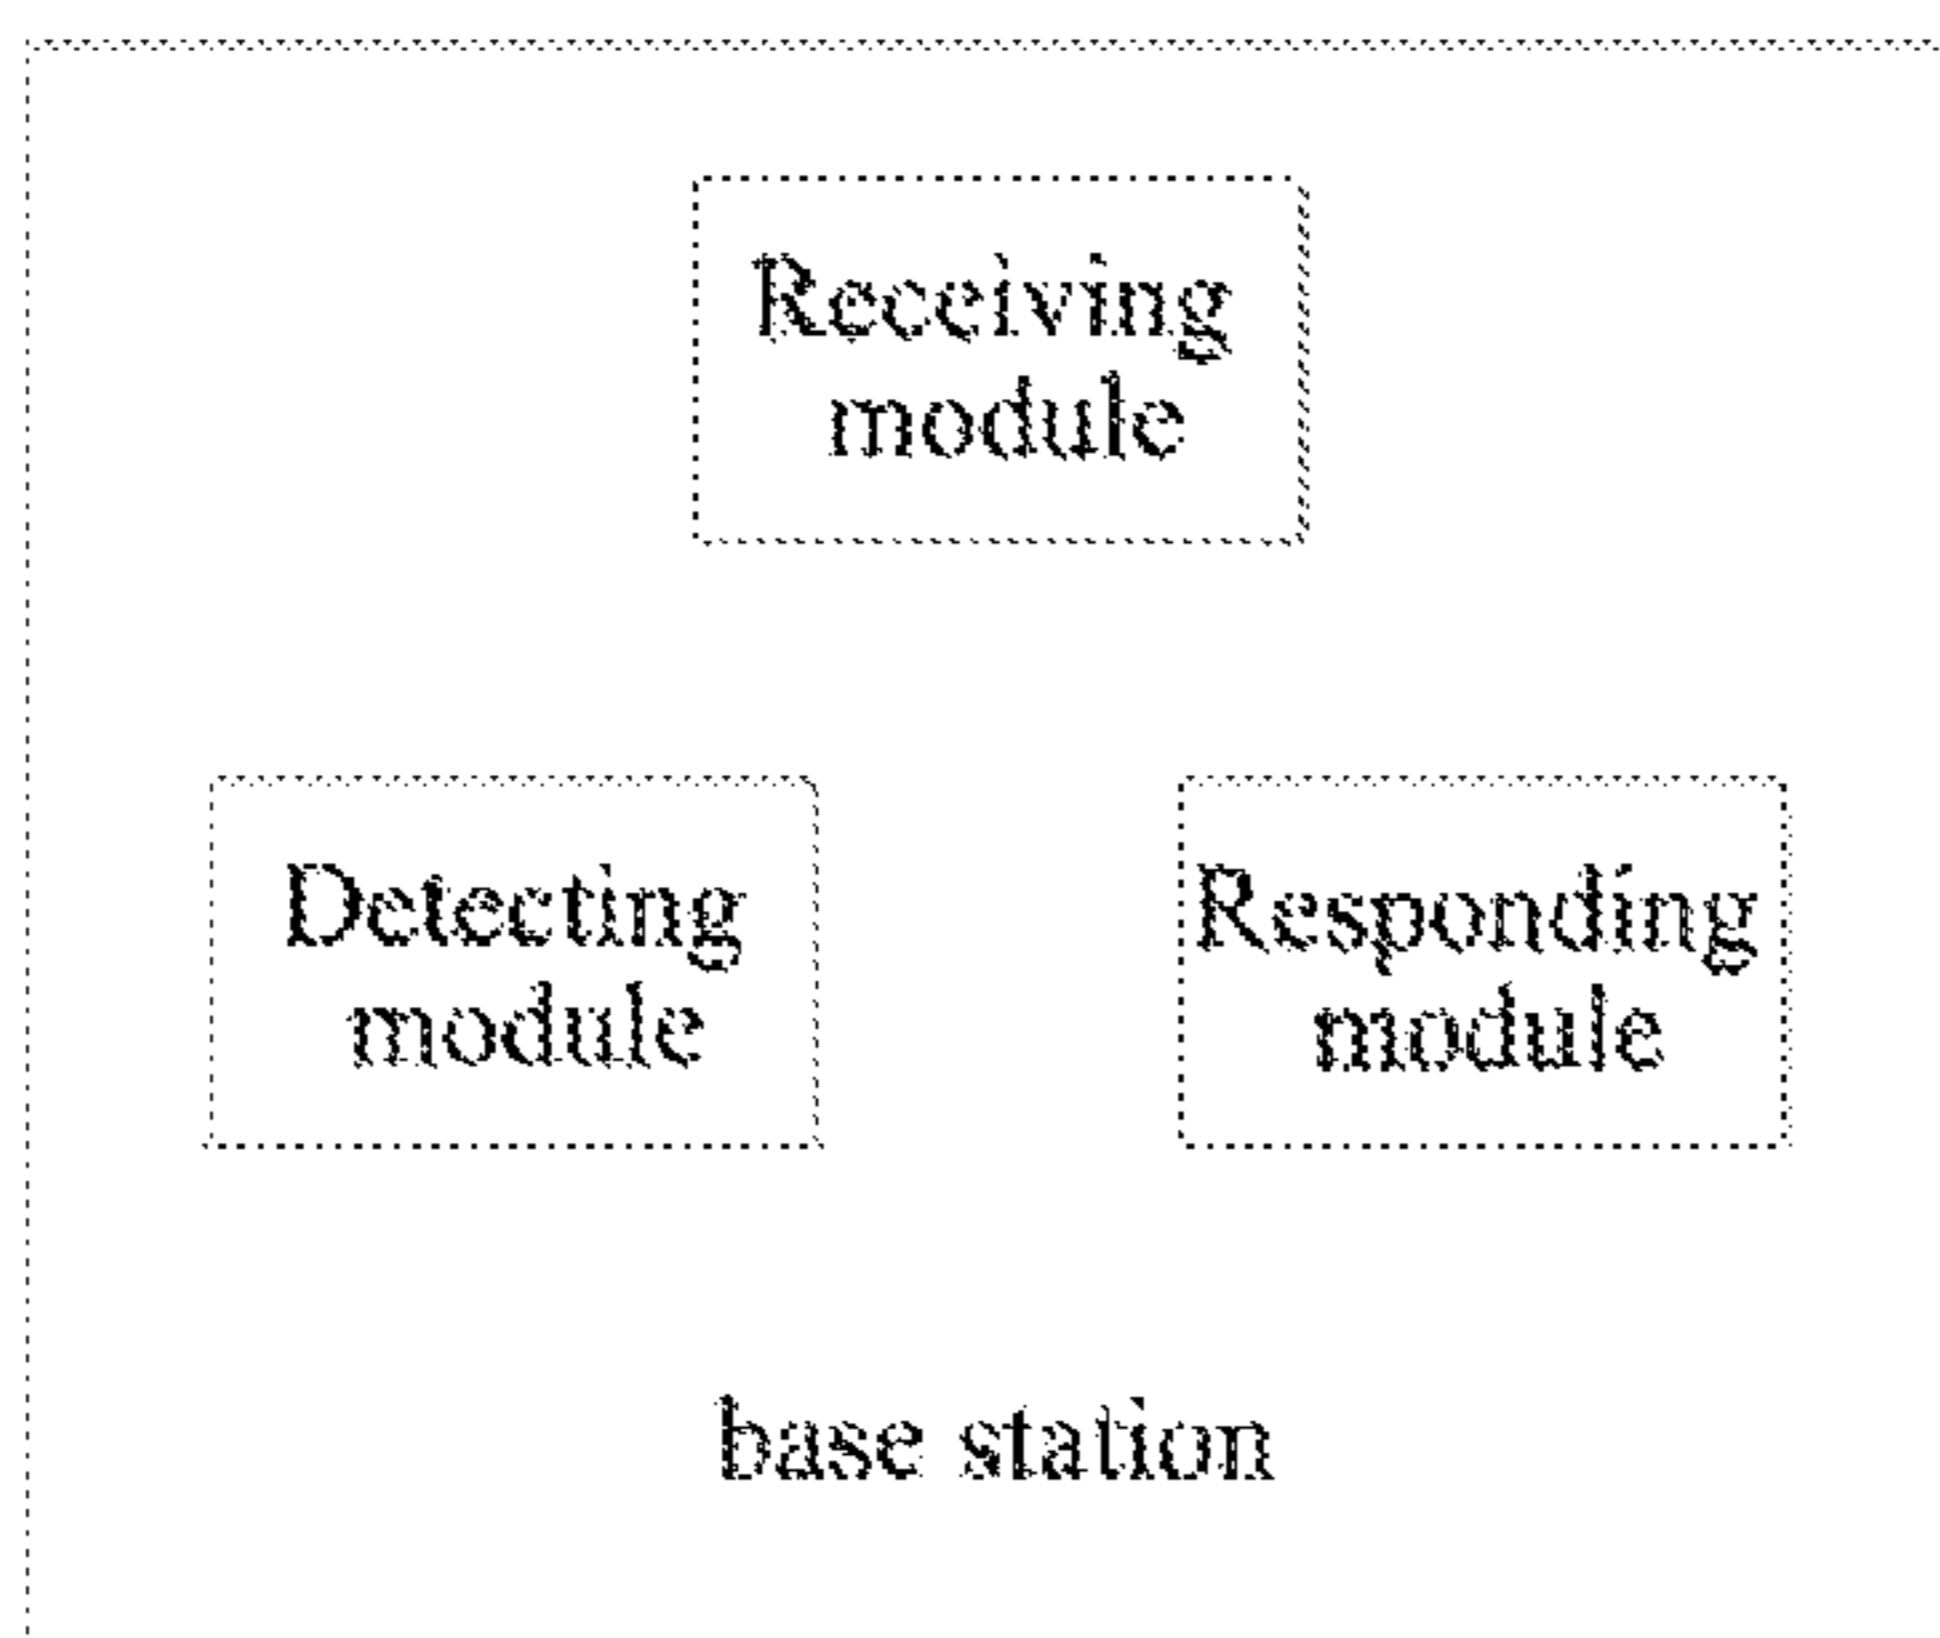 Receiving
module
Detecting
module
Responding
module
base station